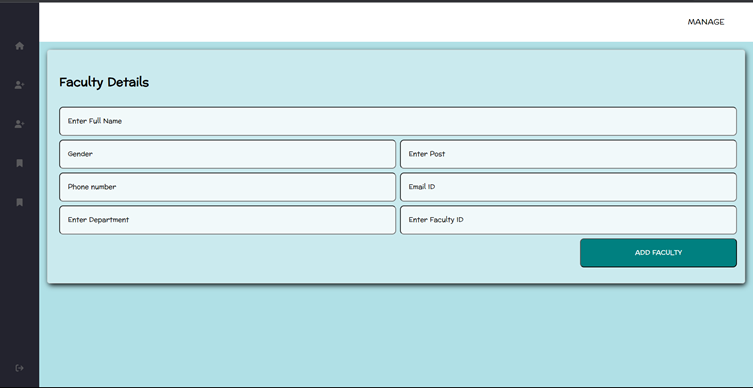 MANAGE
Faculty Details
Enter Full Name
Gender
Enter Post
Phone number
Email ID
Enter Department
Enter Faculty ID
ADD FACULTY